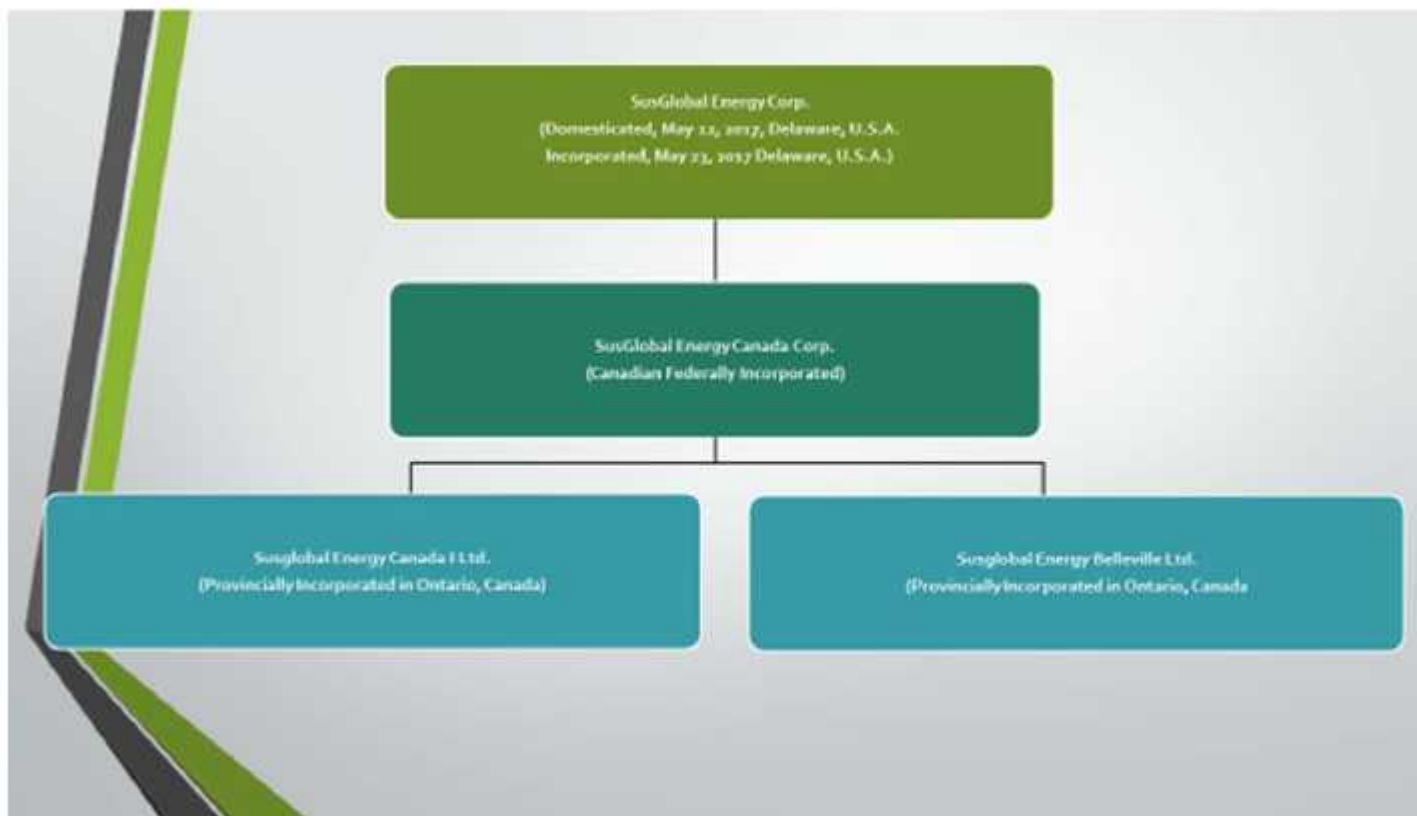 SusGlobal Energy Corp.
(Domesticated, May 2017, Delaware, U.S.A.
Incorporated, May 23, 2017 Delaware, U.S.A.)
SusGlobal Energy Canada Corp.
(Canadian Federally Incorporated)
Susglobal Energy Canada I Ltd.
(Provincially Incorporated in Ontario, Canada)
Susglobal Energy Belleville Ltd.
(Provincially Incorporated in Ontario, Canada